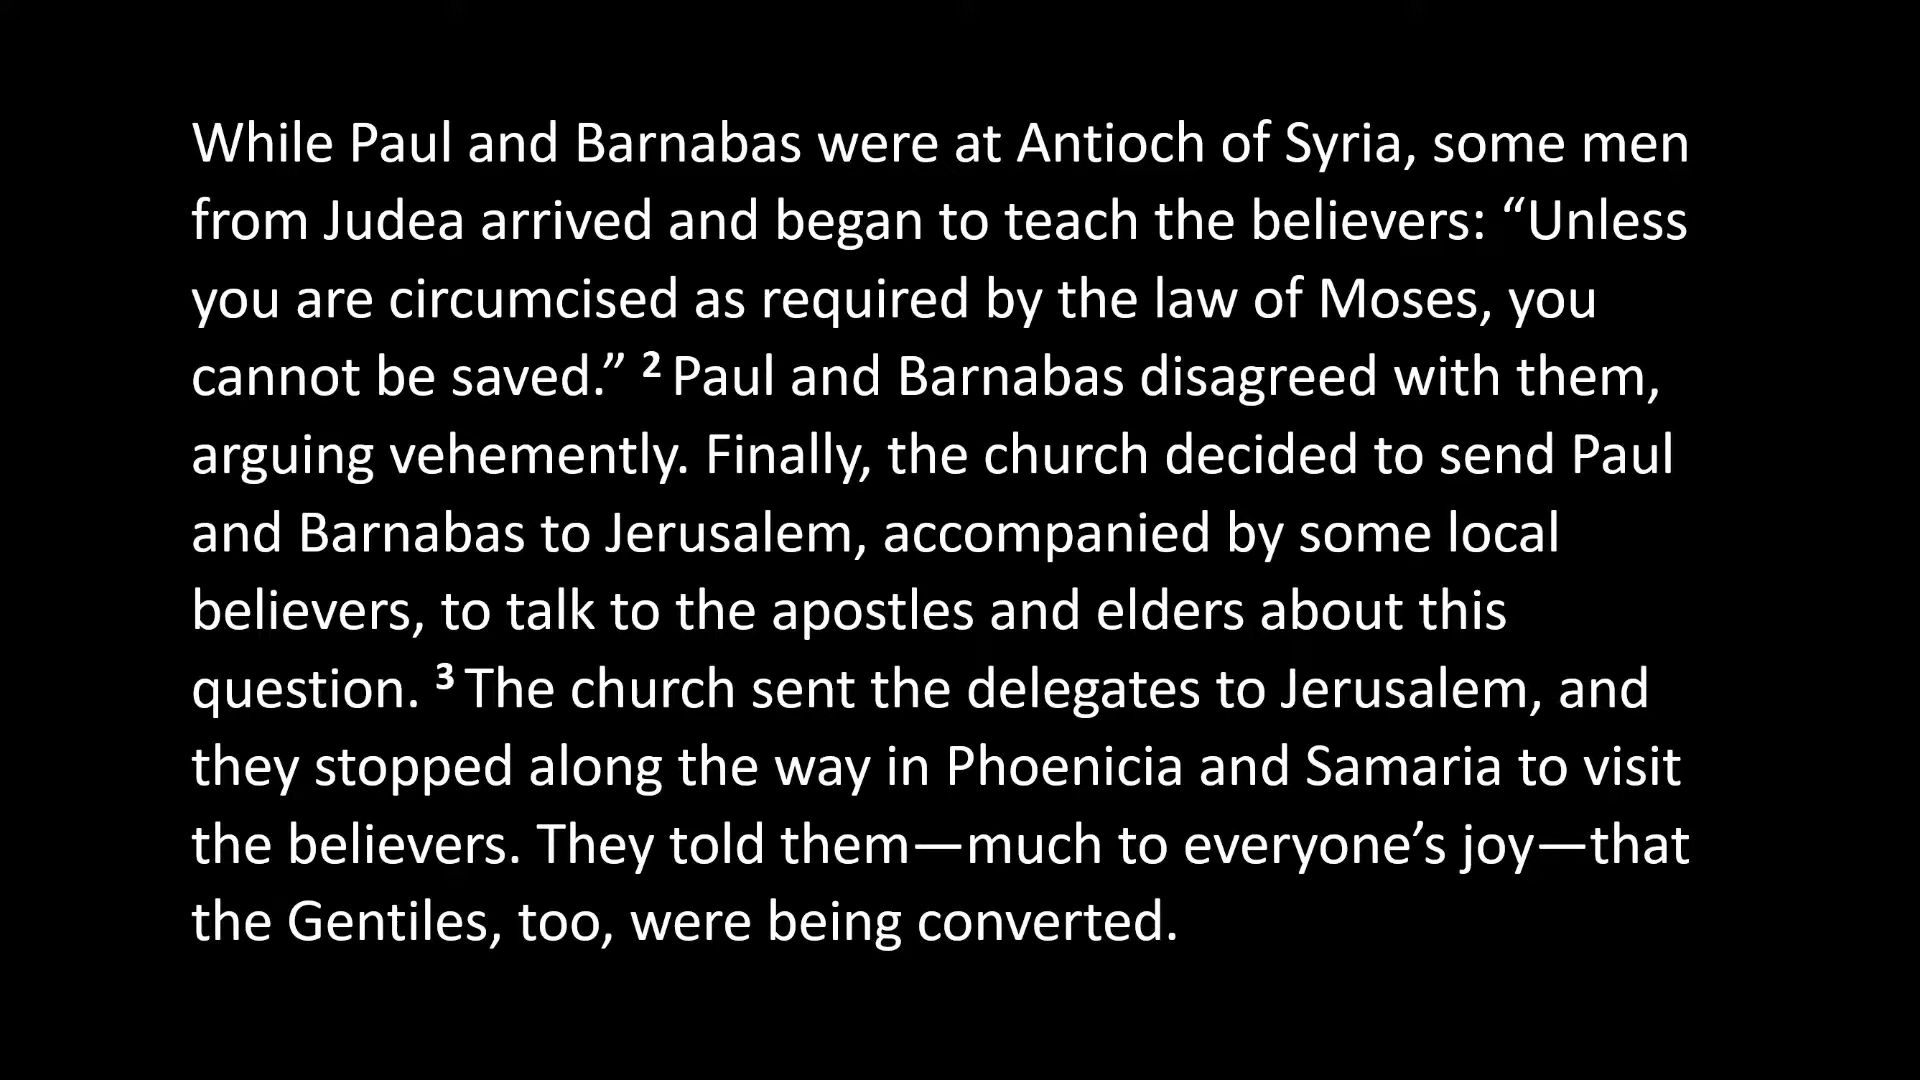 While Paul and Barnabas were at Antioch of Syria, some men
from Judea arrived and began to teach the believers: “Unless
you are circumcised as required by the law of Moses, you
cannot be saved.” 2 Paul and Barnabas disagreed with them,
arguing vehemently. Finally, the church decided to send Paul
and Barnabas to Jerusalem, accompanied by some local
believers, to talk to the apostles and elders about this
question. 3 The church sent the delegates to Jerusalem, and
they stopped along the way in Phoenicia and Samaria to visit
the believers. They told them—much to everyone’s joy—that
the Gentiles, too, were being converted.